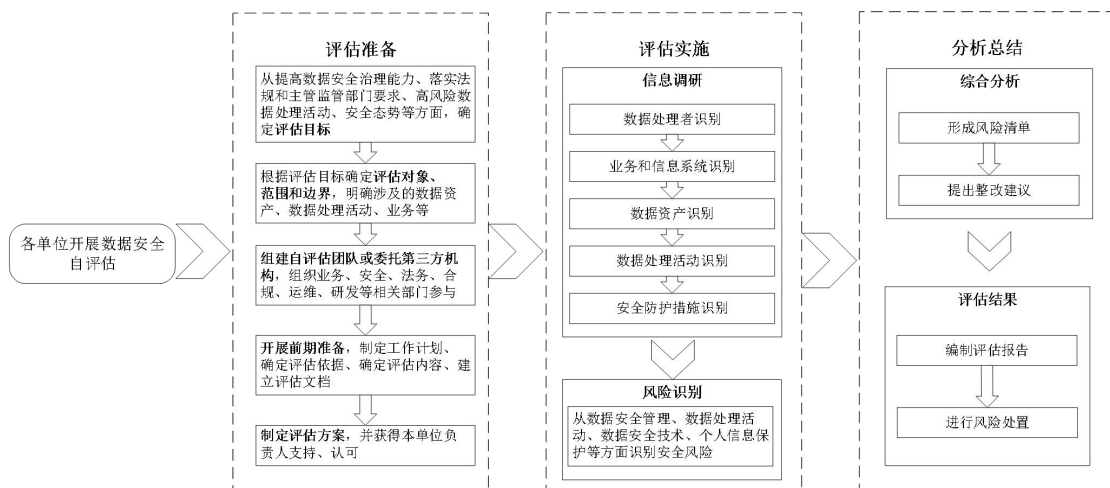 各单位开展数据安全
自评估
评估准备
从提高数据安全治理能力、落实法
规和主管监管部门要求、高风险数
据处理活动、安全态势等方面，确
定评估目标
根据评估目标确定评估对象、
范围和边界，明确涉及的数据资
产、数据处理活动、业务等
组建自评估团队或委托第三方机
构，组织业务、安全、法务、合
规、运维、研发等相关部门参与
开展前期准备，制定工作计划、
确定评估依据、确定评估内容、建
立评估文档
制定评估方案，并获得本单位负
责人支持、认可
评估实施
信息调研
数据处理者识别
业务和信息系统识别
数据资产识别
数据处理活动识别
安全防护措施识别
风险识别
从数据安全管理、数据处理活
动、数据安全技术、个人信息保
护等方面识别安全风险
分析总结
综合分析
形成风险清单
提出整改建议
评估结果
编制评估报告
进行风险处置